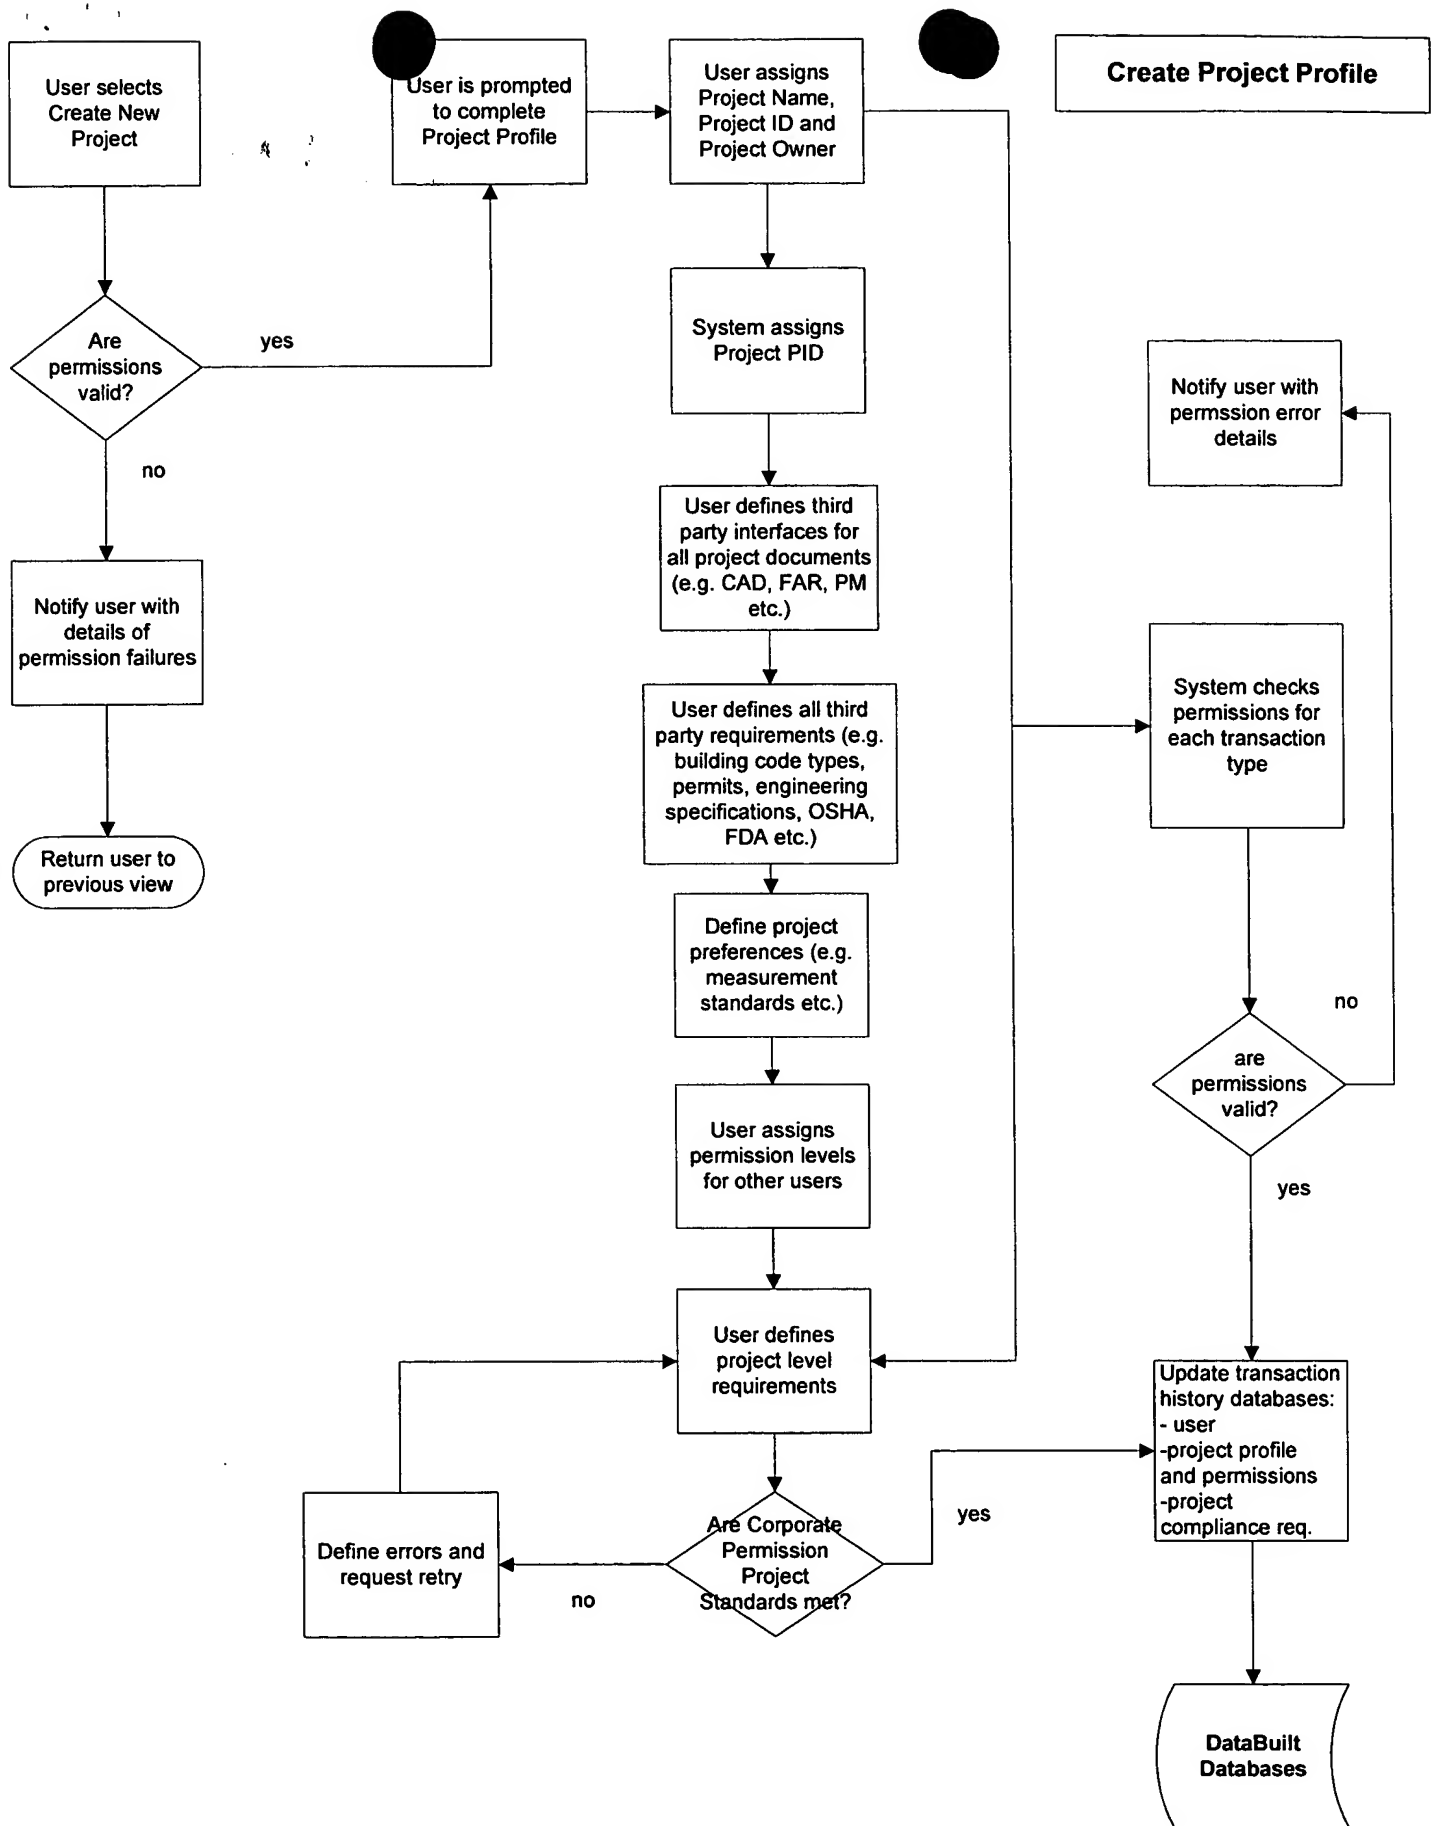 User selects
Create New
Project
User is prompted
to complete
Project Profile
User assigns
Project Name,
Project ID and
Project Owner
Create Project Profile
Are
permissions
valid?
yes
no
Notify user with
details of
permission failures
Return user to
previous view
System assigns
Project PID
User defines third
party interfaces for
all project documents
(e.g. CAD, FAR, PM
etc.)
User defines all third
party requirements (e.g.
building code types,
permits, engineering
specifications, OSHA,
FDA etc.)
Define project
preferences (e.g.
measurement
standards etc.)
User assigns
permission levels
for other users
User defines
project level
requirements
Are Corporate
Permission
Project
Standards met?
no
yes
Define errors and
request retry
Notify user with
permssion error
details
System checks
permissions for
each transaction
type
no
are
permissions
valid?
yes
Update transaction
history databases:
- user
-project profile
and permissions
-project
compliance req.
DataBuilt
Databases